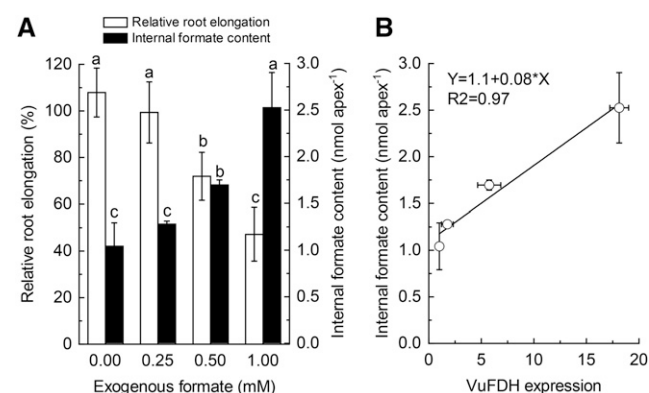 A
Relative root elongation
Internal formate content
Relative root elongation (%)
120
100
80
60
40
20
0
a
c
a
c
b
b
c
a
3.0
2.5
2.0
1.5
1.0
0.5
0.0
Internal formate content (nmol apex⁻¹)
0.00 0.25 0.50 1.00
Exogenous formate (mM)
B
Internal formate content (nmol apex⁻¹)
3.0
2.5
2.0
1.5
1.0
0.5
0.0
Y=1.1+0.08*X
R2=0.97
0 5 10 15 20
VuFDH expression